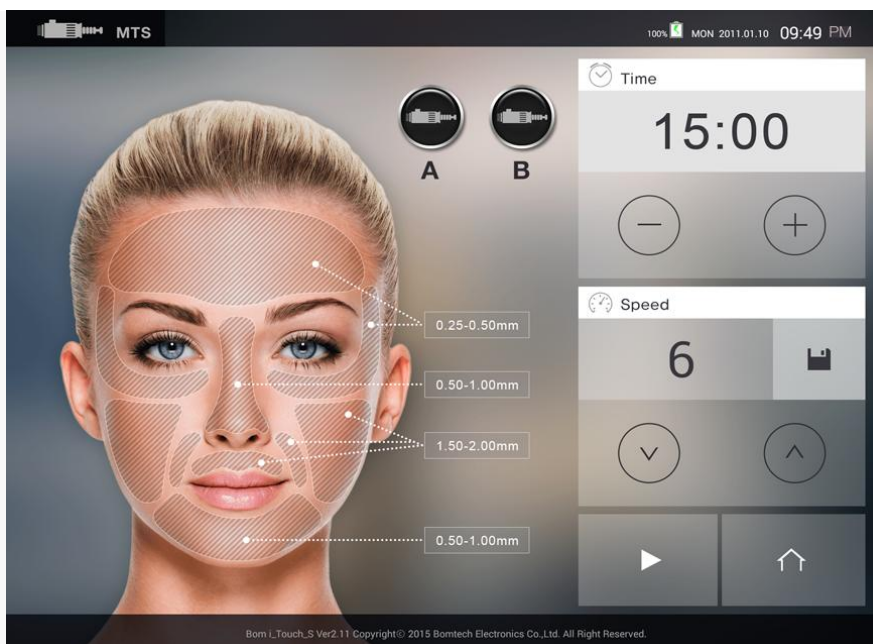 MTS
100% MON 2011.01.10 09:49 PM
Time
15:00
A B
Speed
6
0.25-0.50mm
0.50-1.00mm
1.50-2.00mm
0.50-1.00mm
Bom i_Touch_S Ver2.11 Copyright© 2015 Bomtech Electronics Co.,Ltd. All Right Reserved.